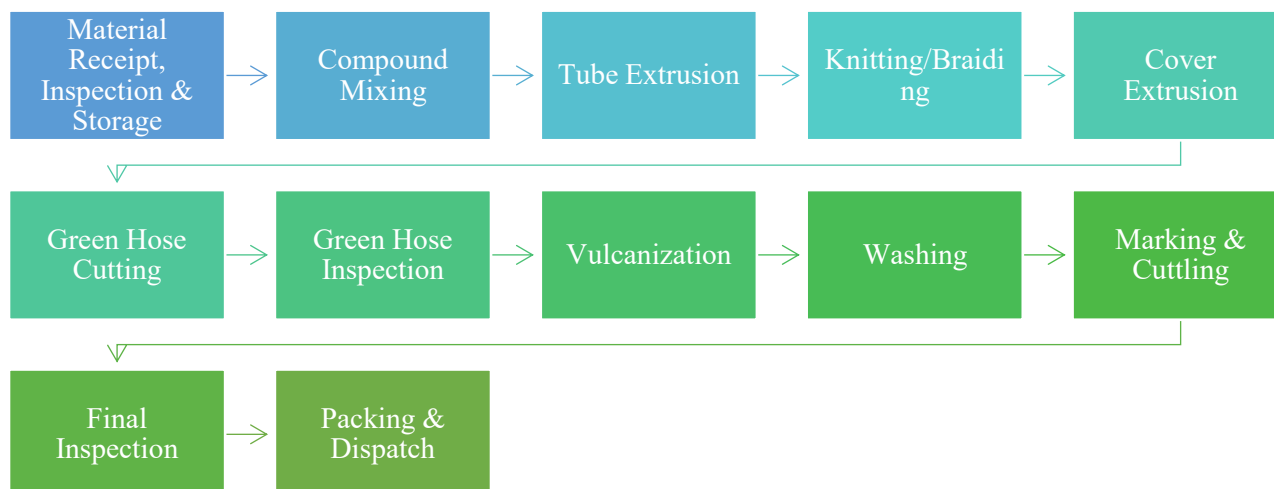 Material
Receipt,
Inspection &
Storage
Compound
Mixing
Tube Extrusion
Knitting/Braidi
ng
Cover
Extrusion
Green Hose
Cutting
Green Hose
Inspection
Vulcanization
Washing
Marking &
Cuttling
Final
Inspection
Packing &
Dispatch